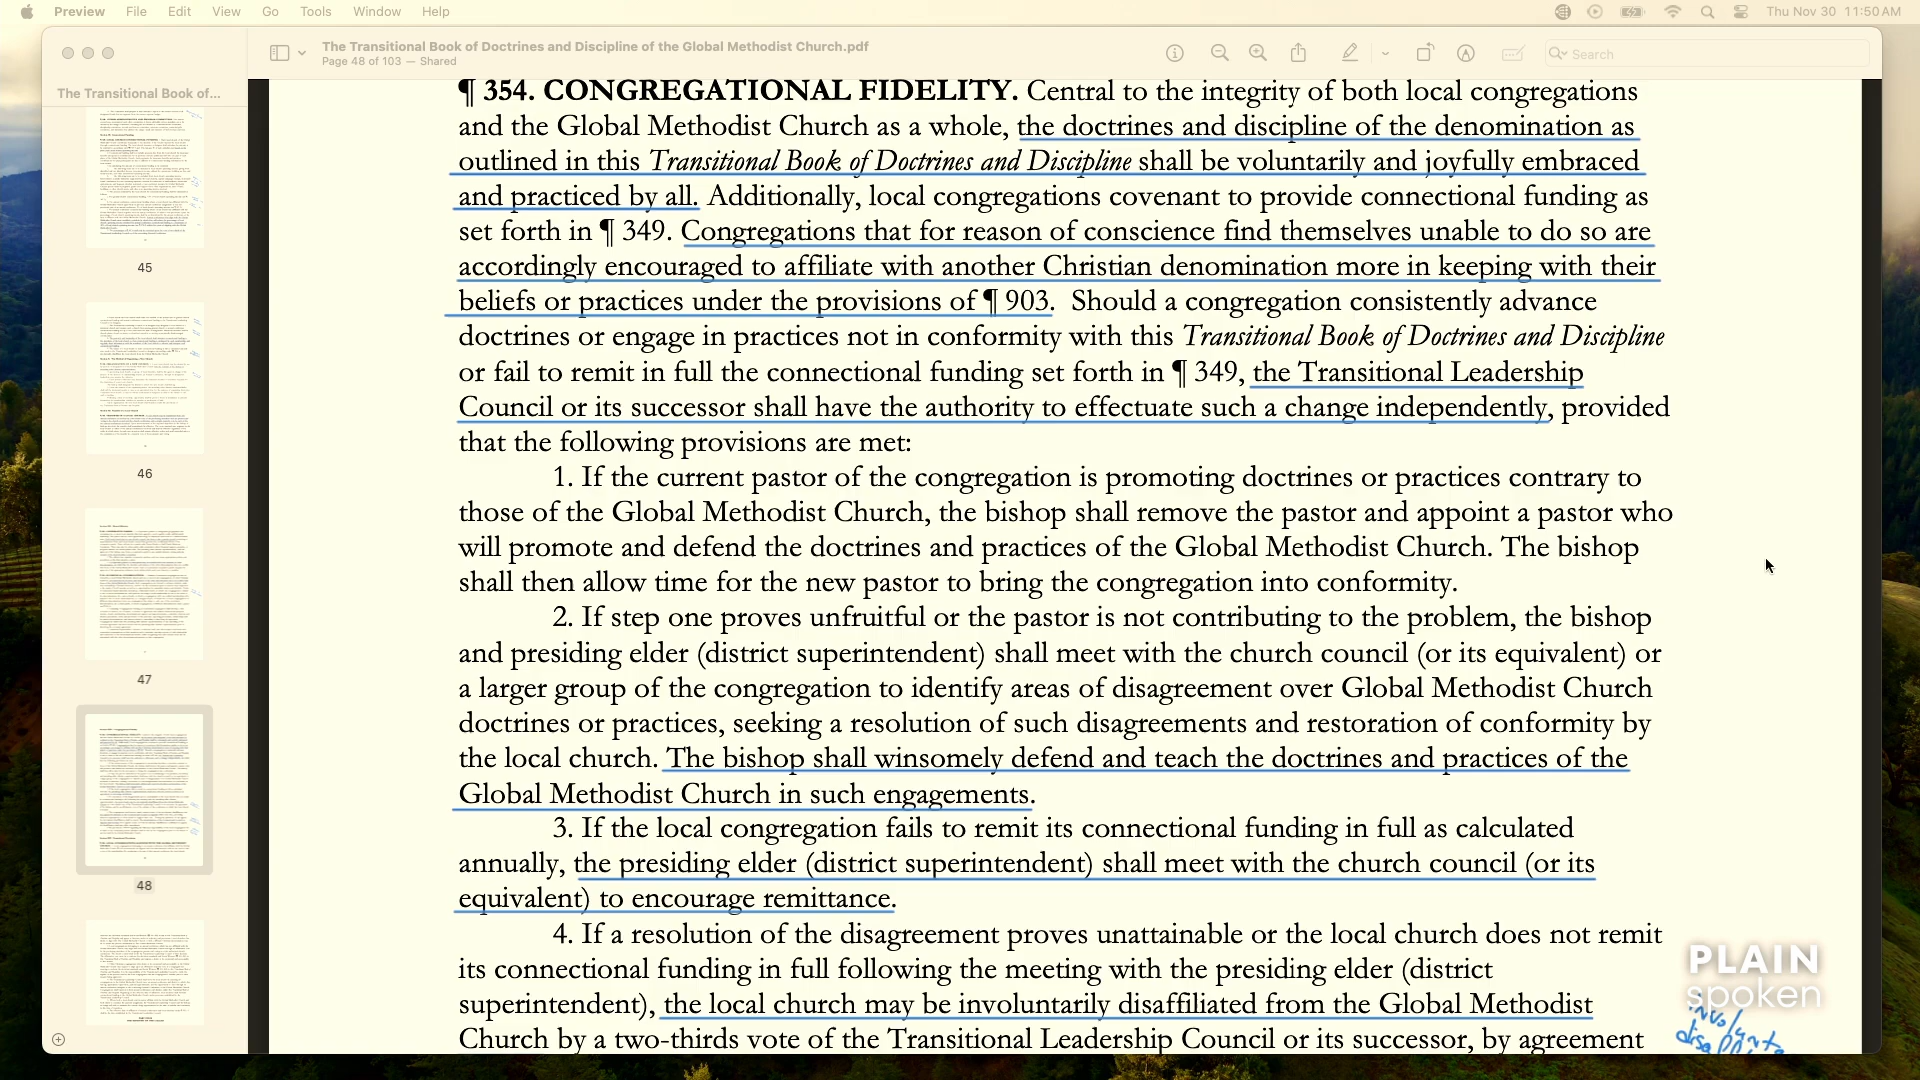 Preview File Edit View Go Tools Window Help Thu Nov 30 11:50 AM
The Transitional Book of Doctrines and Discipline of the Global Methodist Church.pdf
Page 48 of 103 — Shared
Search
The Transitional Book of...
45
46
47
48
¶ 354. CONGREGATIONAL FIDELITY. Central to the integrity of both local congregations
and the Global Methodist Church as a whole, the doctrines and discipline of the denomination as
outlined in this Transitional Book of Doctrines and Discipline shall be voluntarily and joyfully embraced
and practiced by all. Additionally, local congregations covenant to provide connectional funding as
set forth in ¶ 349. Congregations that for reason of conscience find themselves unable to do so are
accordingly encouraged to affiliate with another Christian denomination more in keeping with their
beliefs or practices under the provisions of ¶ 903. Should a congregation consistently advance
doctrines or engage in practices not in conformity with this Transitional Book of Doctrines and Discipline
or fail to remit in full the connectional funding set forth in ¶ 349, the Transitional Leadership
Council or its successor shall have the authority to effectuate such a change independently, provided
that the following provisions are met:
1. If the current pastor of the congregation is promoting doctrines or practices contrary to
those of the Global Methodist Church, the bishop shall remove the pastor and appoint a pastor who
will promote and defend the doctrines and practices of the Global Methodist Church. The bishop
shall then allow time for the new pastor to bring the congregation into conformity.
2. If step one proves unfruitful or the pastor is not contributing to the problem, the bishop
and presiding elder (district superintendent) shall meet with the church council (or its equivalent) or
a larger group of the congregation to identify areas of disagreement over Global Methodist Church
doctrines or practices, seeking a resolution of such disagreements and restoration of conformity by
the local church. The bishop shall winsomely defend and teach the doctrines and practices of the
Global Methodist Church in such engagements.
3. If the local congregation fails to remit its connectional funding in full as calculated
annually, the presiding elder (district superintendent) shall meet with the church council (or its
equivalent) to encourage remittance.
4. If a resolution of the disagreement proves unattainable or the local church does not remit
its connectional funding in full following the meeting with the presiding elder (district
superintendent), the local church may be involuntarily disaffiliated from the Global Methodist
Church by a two-thirds vote of the Transitional Leadership Council or its successor, by agreement
PLAIN
spoken